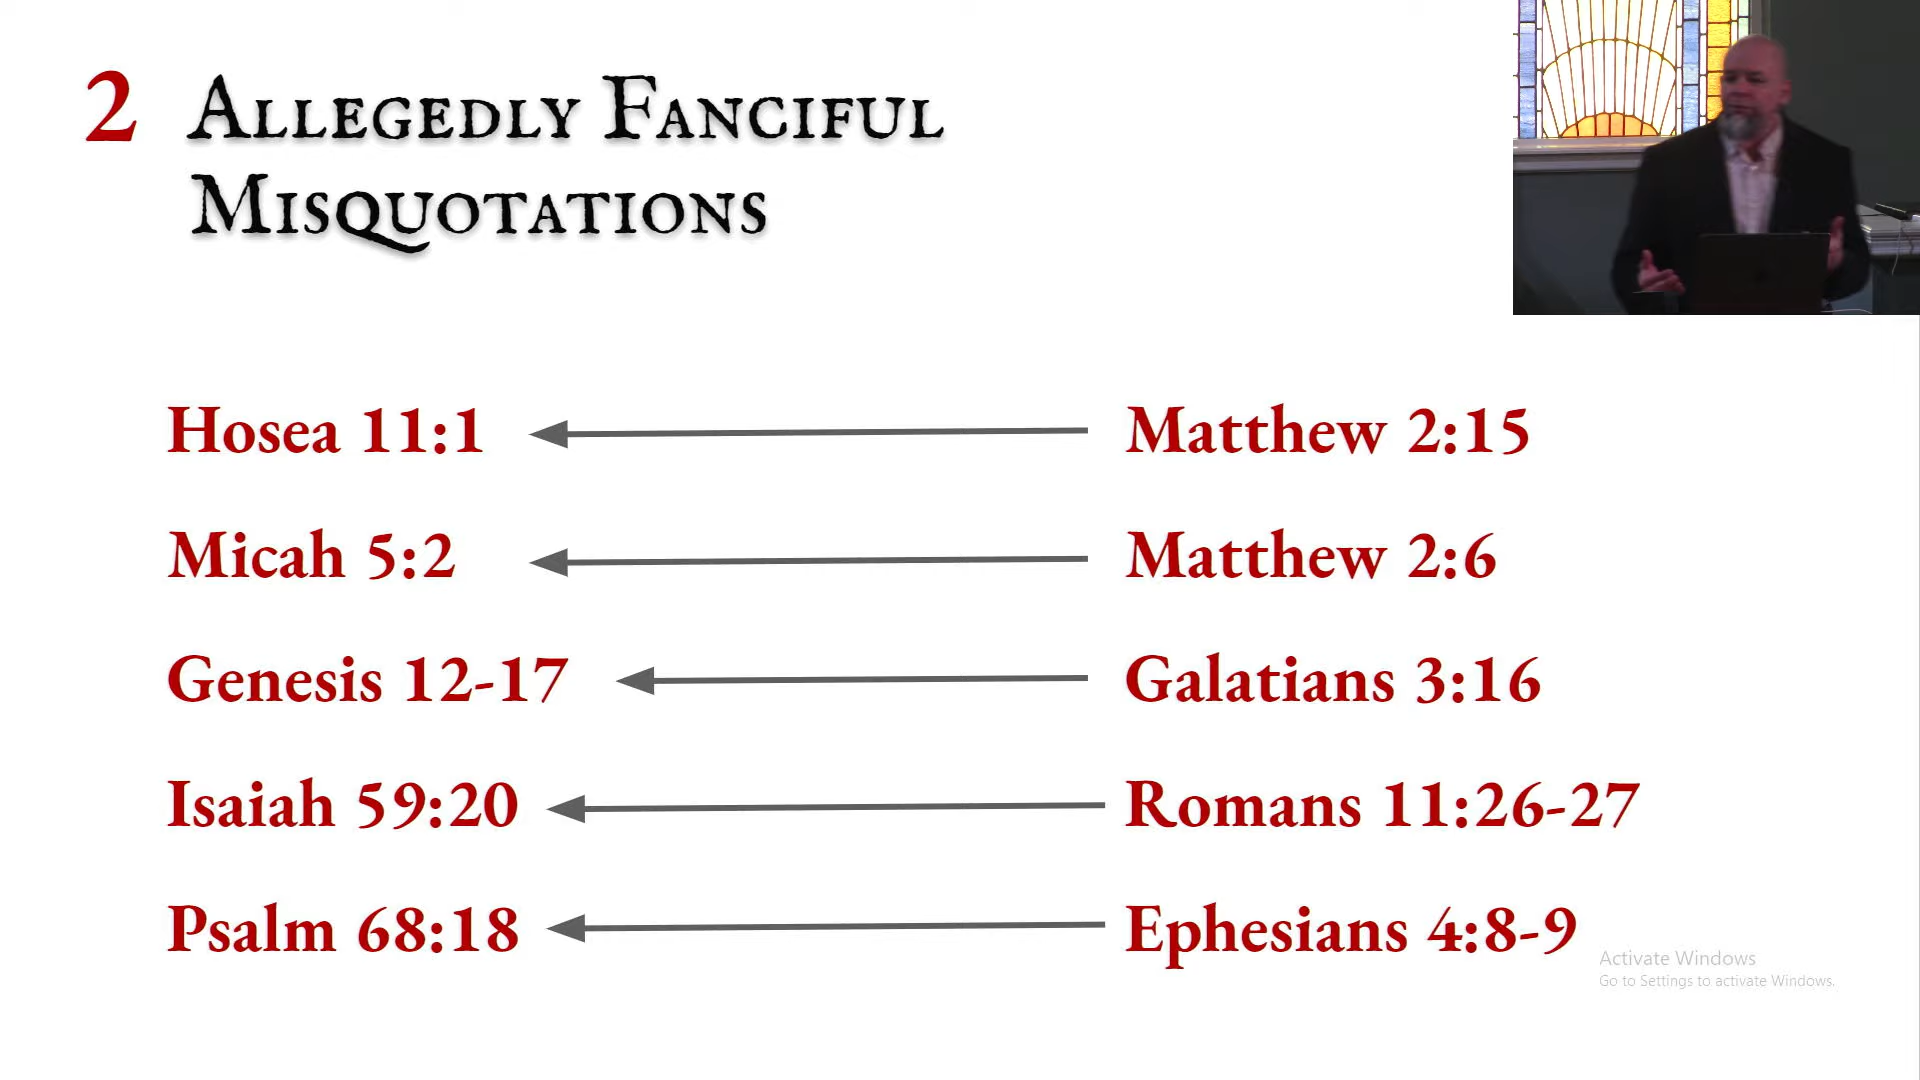 2 Allegedly Fanciful
Misquotations
Hosea 11:1 Matthew 2:15
Micah 5:2 Matthew 2:6
Genesis 12-17 Galatians 3:16
Isaiah 59:20 Romans 11:26-27
Psalm 68:18 Ephesians 4:8-9
Activate Windows
Go to Settings to activate Windows.